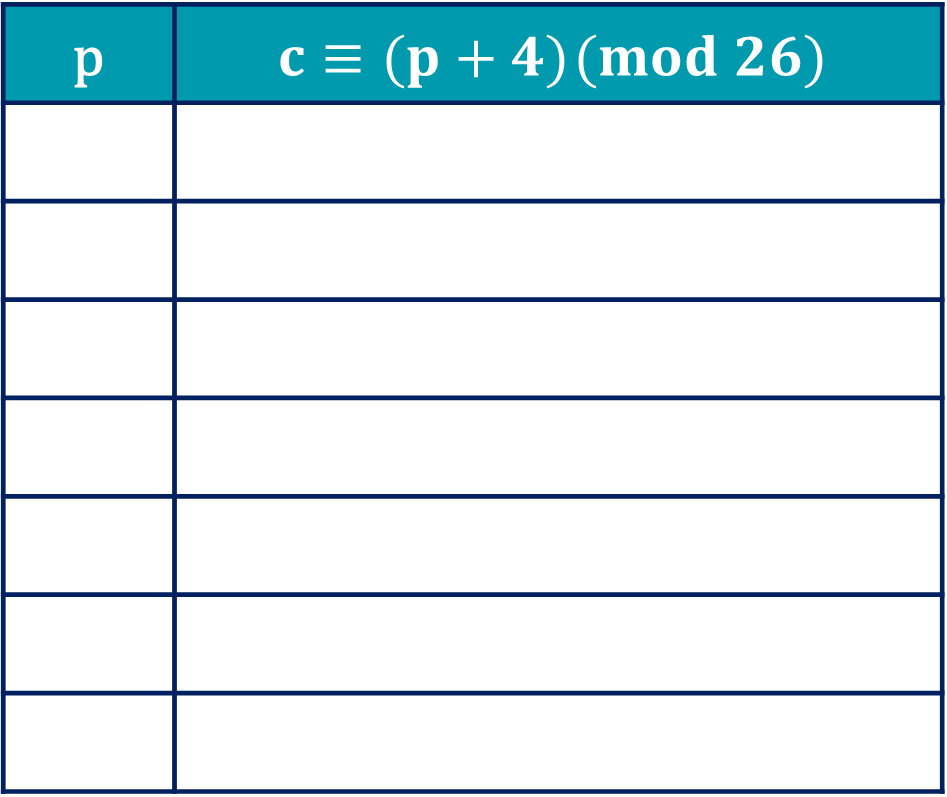 p
c ≡ (p + 4)(mod 26)